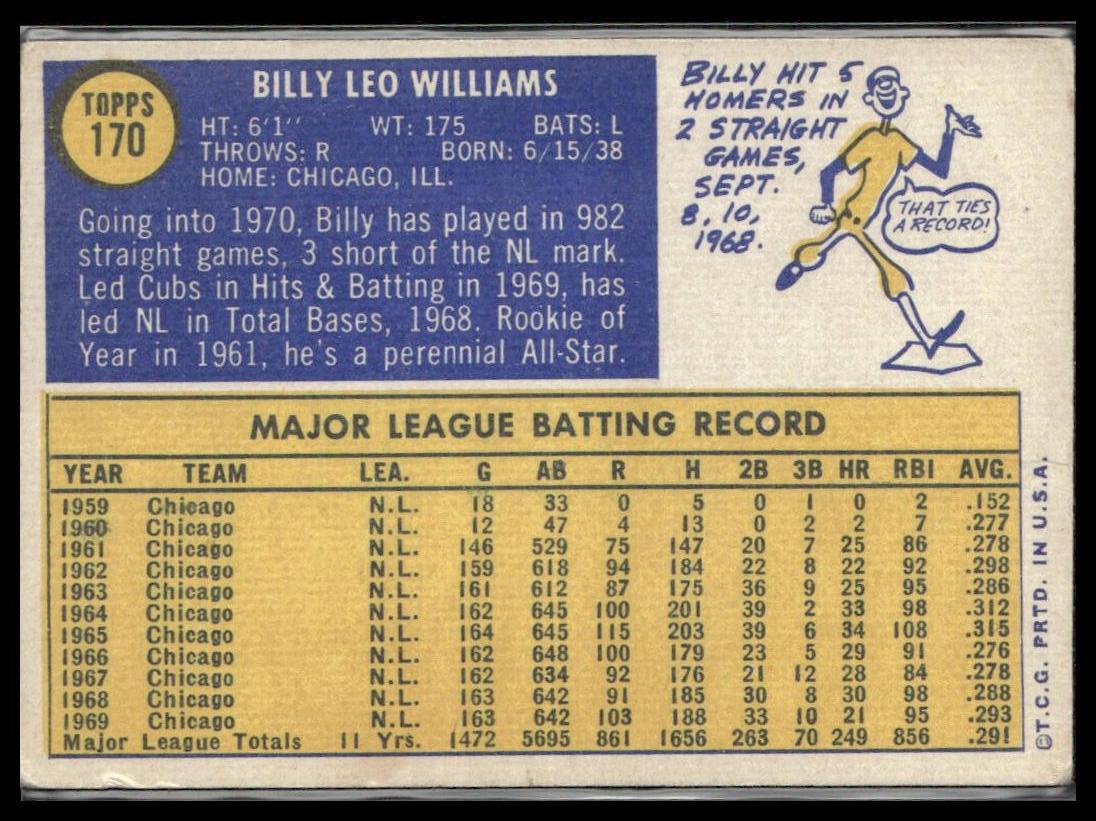 TOPPS
170
BILLY LEO WILLIAMS
HT: 6'1" WT: 175 BATS: L
THROWS: R BORN: 6/15/38
HOME: CHICAGO, ILL.
Going into 1970, Billy has played in 982
straight games, 3 short of the NL mark.
Led Cubs in Hits & Batting in 1969, has
led NL in Total Bases, 1968. Rookie of
Year in 1961, he's a perennial All-Star.
BILLY HIT 5
HOMERS IN
2 STRAIGHT
GAMES,
SEPT.
8, 10,
1968.
THAT TIES
A RECORD!
MAJOR LEAGUE BATTING RECORD
YEAR TEAM LEA. G AB R H 2B 3B HR RBI AVG.
1959 Chicago N.L. 18 33 0 5 0 1 0 2 .152
1960 Chicago N.L. 12 47 4 13 0 2 2 7 .277
1961 Chicago N.L. 146 529 75 147 20 7 25 86 .278
1962 Chicago N.L. 159 618 94 184 22 8 22 92 .298
1963 Chicago N.L. 161 612 87 175 36 9 25 95 .286
1964 Chicago N.L. 162 645 100 201 39 2 33 98 .312
1965 Chicago N.L. 164 645 115 203 39 6 34 108 .315
1966 Chicago N.L. 162 648 100 179 23 5 29 91 .276
1967 Chicago N.L. 162 634 92 176 21 12 28 84 .278
1968 Chicago N.L. 163 642 91 185 30 8 30 98 .288
1969 Chicago N.L. 163 642 103 188 33 10 21 95 .293
Major League Totals 11 Yrs. 1472 5695 861 1656 263 70 249 856 .291
©T.C.G. PRTD. IN U.S.A.